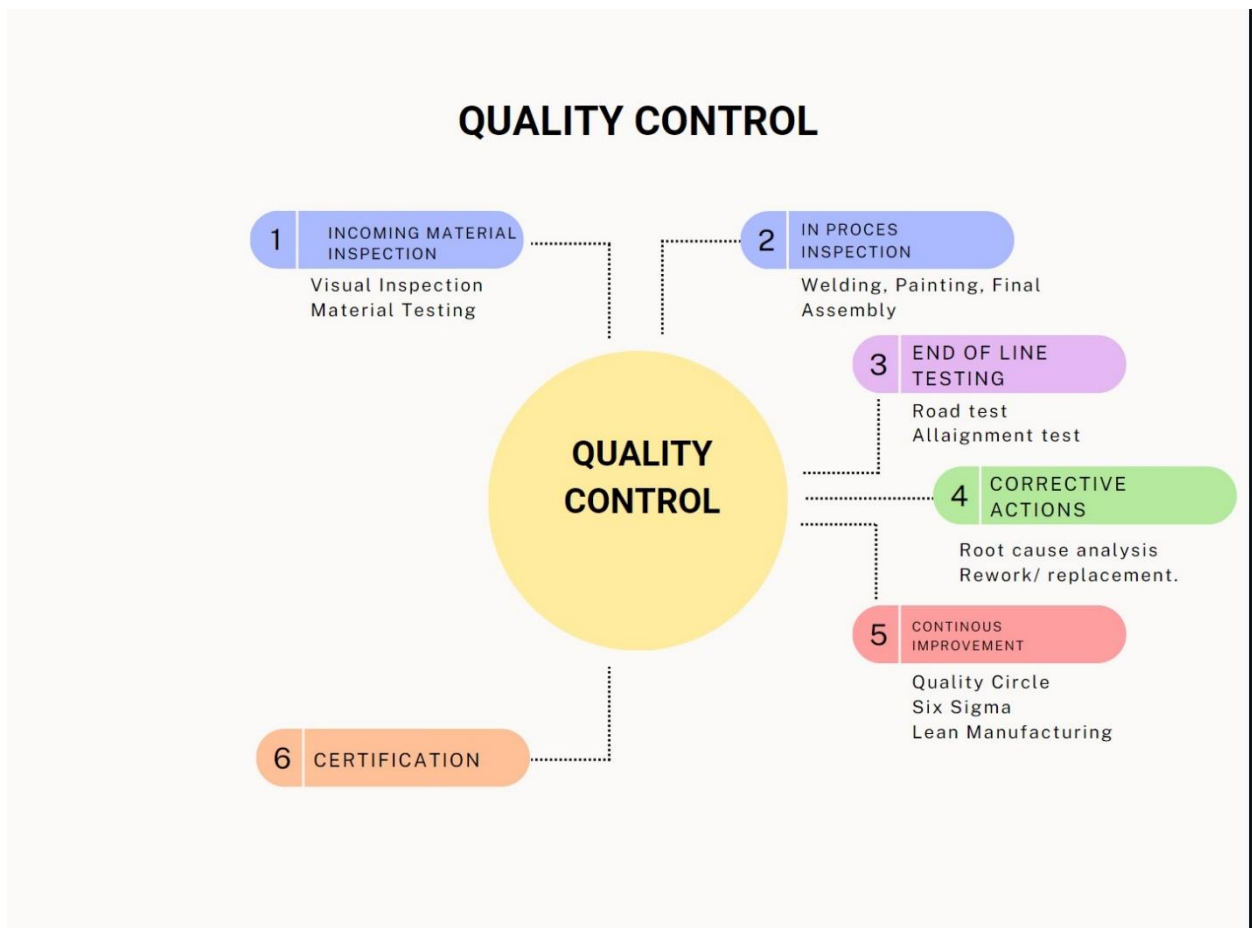 QUALITY CONTROL
1
INCOMING MATERIAL
INSPECTION
Visual Inspection
Material Testing
2
IN PROCES
INSPECTION
Welding, Painting, Final
Assembly
3
END OF LINE
TESTING
Road test
Allaignment test
QUALITY
CONTROL
4
CORRECTIVE
ACTIONS
Root cause analysis
Rework/ replacement.
5
CONTINOUS
IMPROVEMENT
Quality Circle
Six Sigma
Lean Manufacturing
6
CERTIFICATION